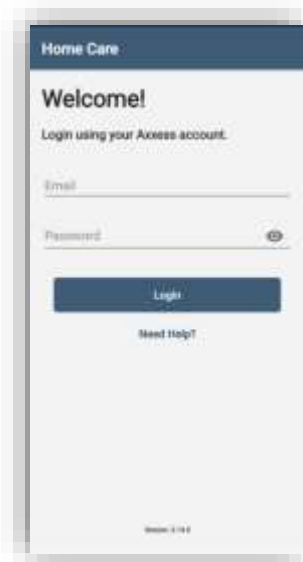 Home Care
Welcome!
Login using your Axxess account.
Email
Password
Login
Need Help?